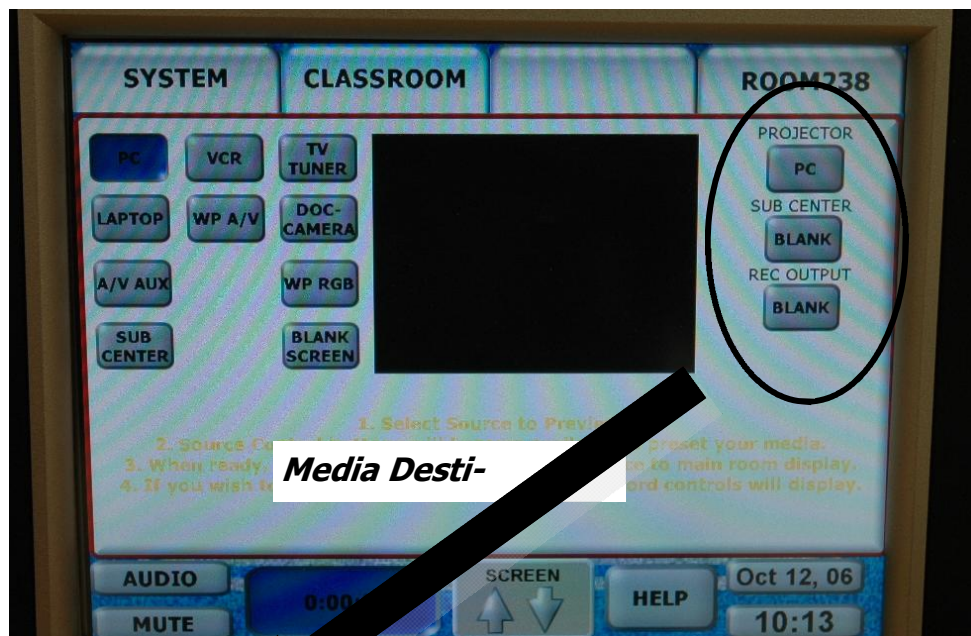 SYSTEM
CLASSROOM
ROOM238
PC
VCR
TV
TUNER
LAPTOP
WP A/V
DOC-
CAMERA
A/V AUX
WP RGB
SUB
CENTER
BLANK
SCREEN
PROJECTOR
PC
SUB CENTER
BLANK
REC OUTPUT
BLANK
1. Select Source to Preview
2. Source preset your media.
3. When ready, to main room display.
4. If you wish controls will display.
Media Desti-
AUDIO
MUTE
0:00
SCREEN
HELP
Oct 12, 06
10:13